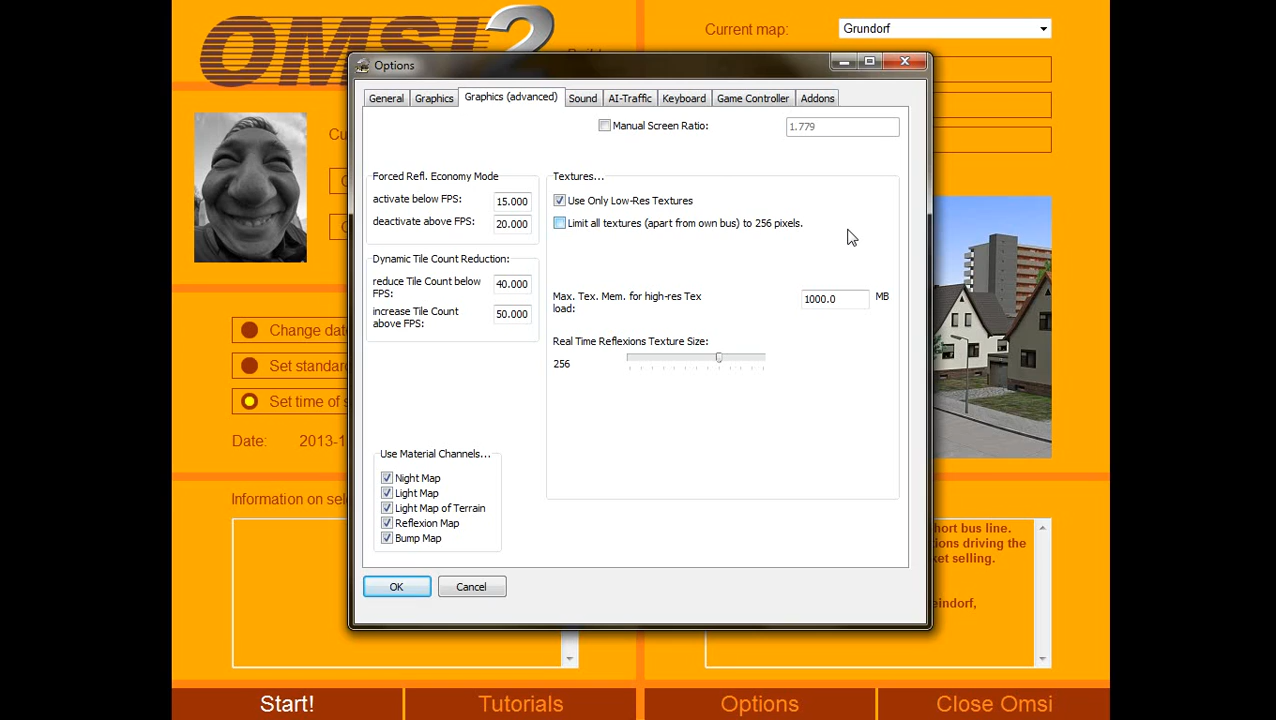 OMSI 2
Current map:
Grundorf
Options
General
Graphics
Graphics (advanced)
Sound
AI-Traffic
Keyboard
Game Controller
Addons
Manual Screen Ratio:
1.779
Forced Refl. Economy Mode
activate below FPS:
15.000
deactivate above FPS:
20.000
Dynamic Tile Count Reduction:
reduce Tile Count below
FPS:
40.000
increase Tile Count
above FPS:
50.000
Textures...
Use Only Low-Res Textures
Limit all textures (apart from own bus) to 256 pixels.
Max. Tex. Mem. for high-res Tex
load:
1000.0
MB
Real Time Reflexions Texture Size:
256
Use Material Channels...
Night Map
Light Map
Light Map of Terrain
Reflexion Map
Bump Map
OK
Cancel
Change dat
Set standar
Set time of s
Date:
2013-1
Information on sel
hort bus line.
ions driving the
ket selling.
eindorf,
Start!
Tutorials
Options
Close Omsi